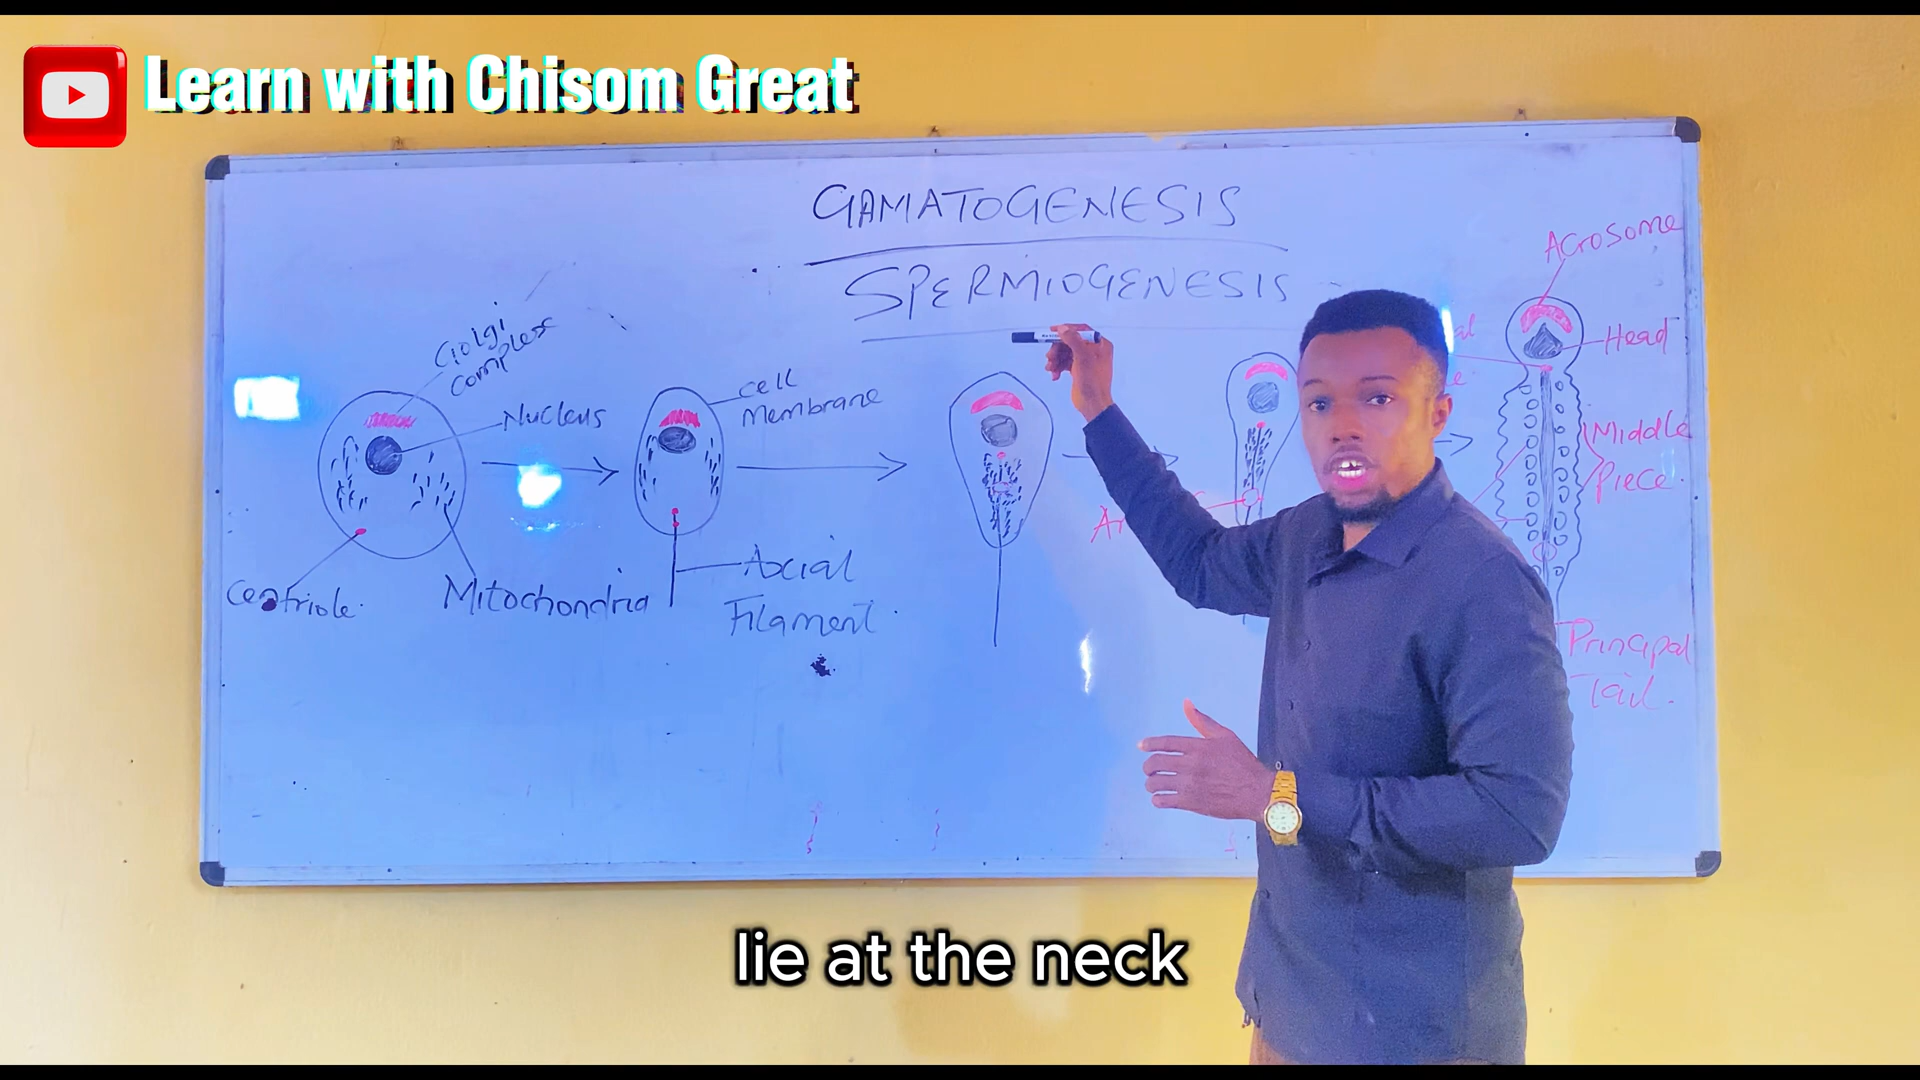 Learn with Chisom Great
GAMATOGENESIS
SPERMIOGENESIS
Acrosome
Head
Golgi
Complex
Nucleus
Cell
Membrane
Middle
Piece.
Centriole.
Mitochondria
Axial
Filament
Principal
Tail.
lie at the neck